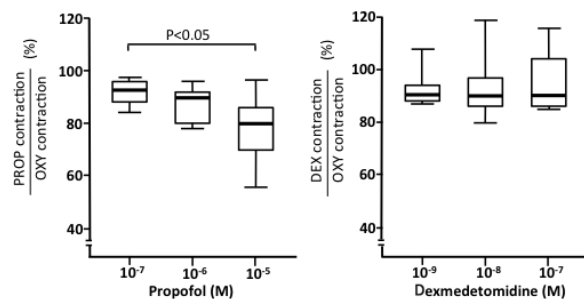 120
100
80
60
40
PROP contraction
OXY contraction
(%)
P<0.05
10⁻⁷
10⁻⁶
10⁻⁵
Propofol (M)
120
100
80
60
40
DEX contraction
OXY contraction
(%)
10⁻⁹
10⁻⁸
10⁻⁷
Dexmedetomidine (M)